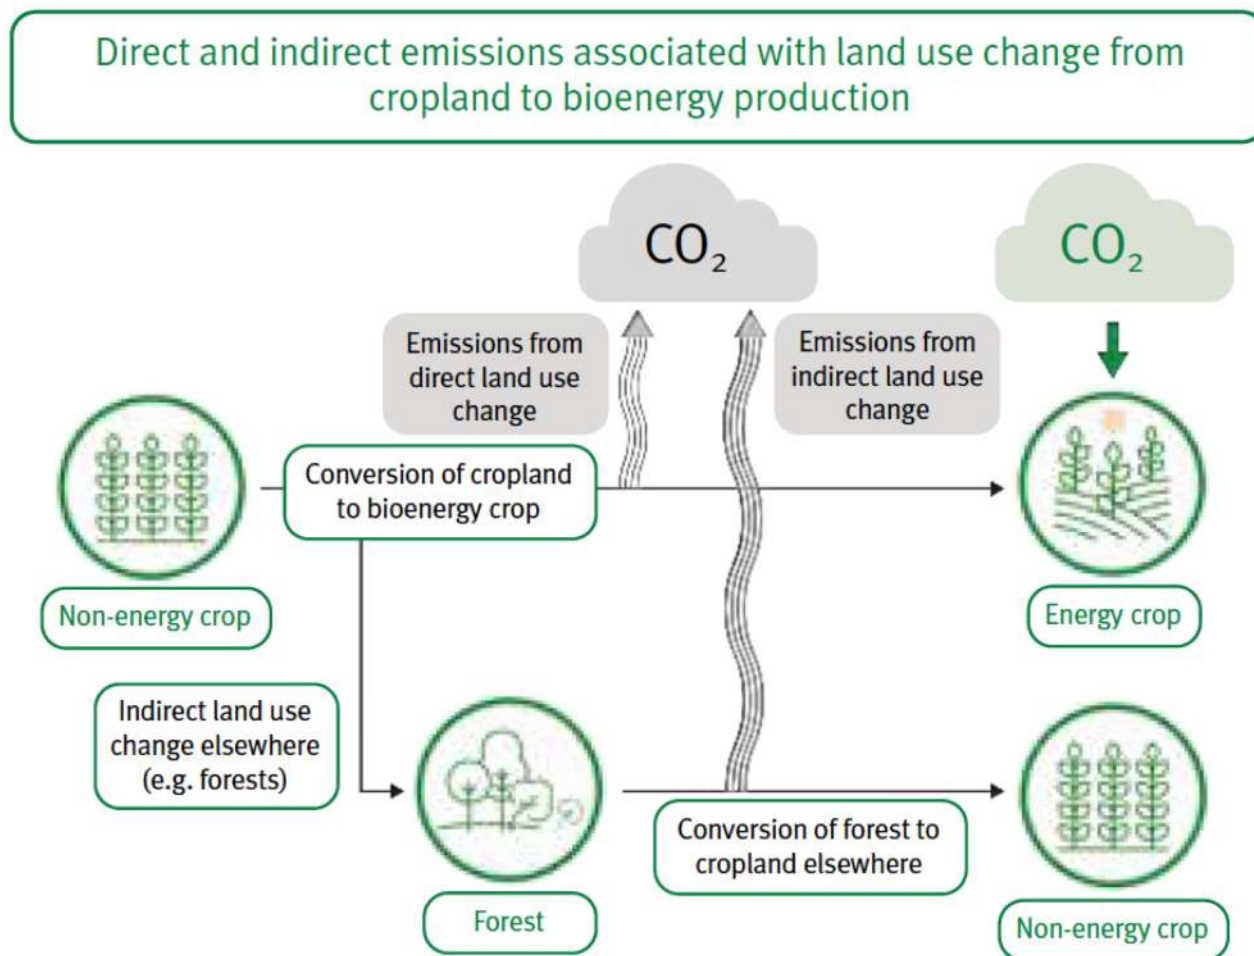 Direct and indirect emissions associated with land use change from
cropland to bioenergy production
CO₂
CO₂
Emissions from
direct land use
change
Emissions from
indirect land use
change
Conversion of cropland
to bioenergy crop
Non-energy crop
Energy crop
Indirect land use
change elsewhere
(e.g. forests)
Conversion of forest to
cropland elsewhere
Forest
Non-energy crop